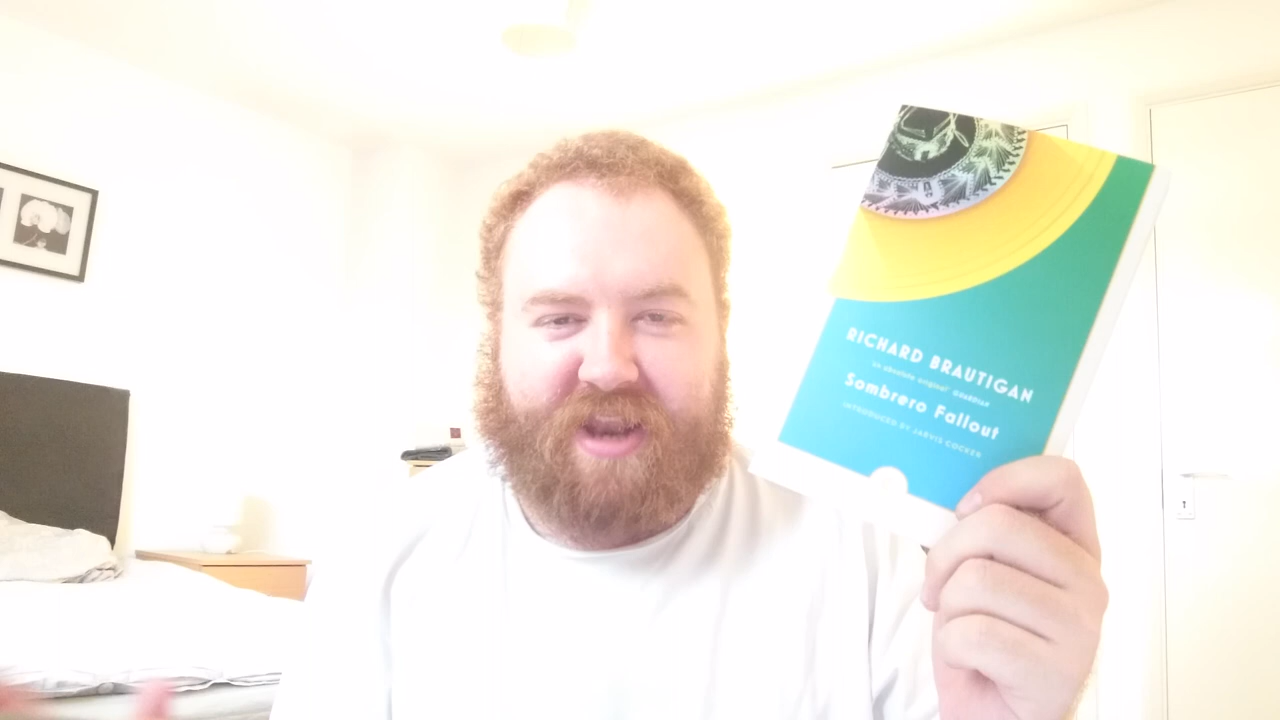 RICHARD BRAUTIGAN
'An absolute original' GUARDIAN
Sombrero Fallout
INTRODUCED BY JARVIS COCKER